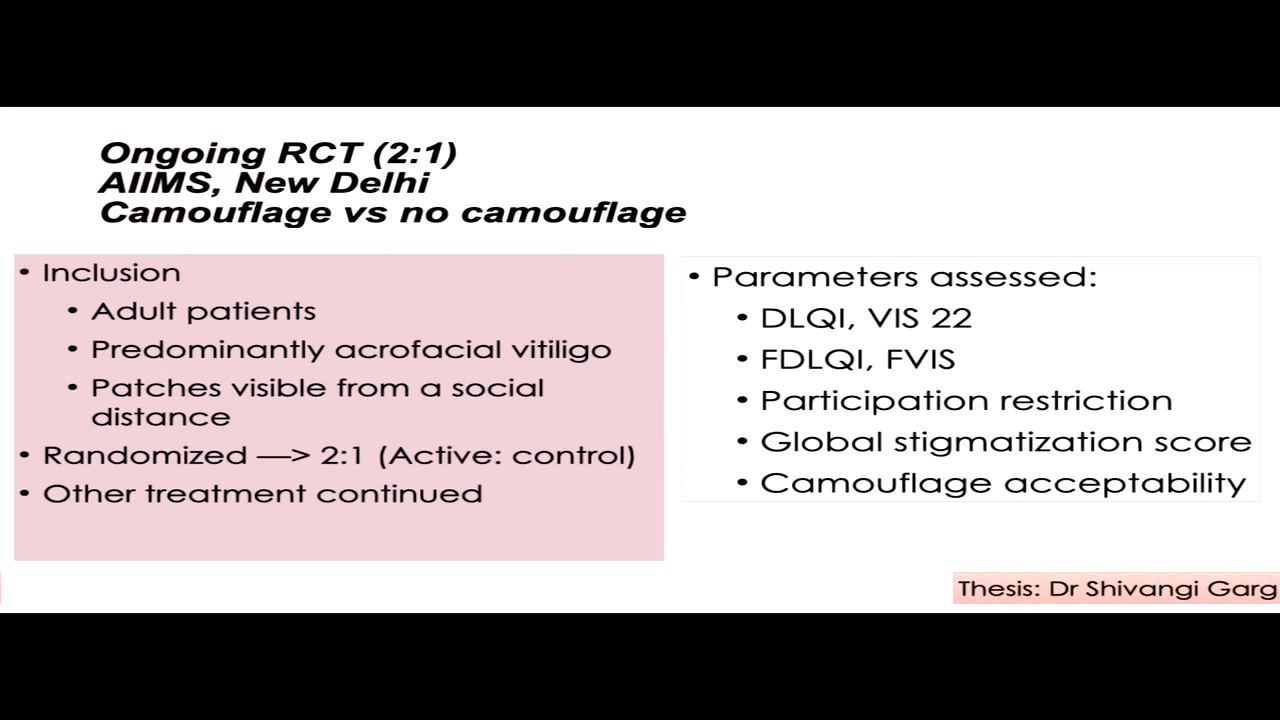 Ongoing RCT (2:1)
AIIMS, New Delhi
Camouflage vs no camouflage
• Inclusion
• Adult patients
• Predominantly acrofacial vitiligo
• Patches visible from a social
distance
• Randomized —> 2:1 (Active: control)
• Other treatment continued
• Parameters assessed:
• DLQI, VIS 22
• FDLQI, FVIS
• Participation restriction
• Global stigmatization score
• Camouflage acceptability
Thesis: Dr Shivangi Garg